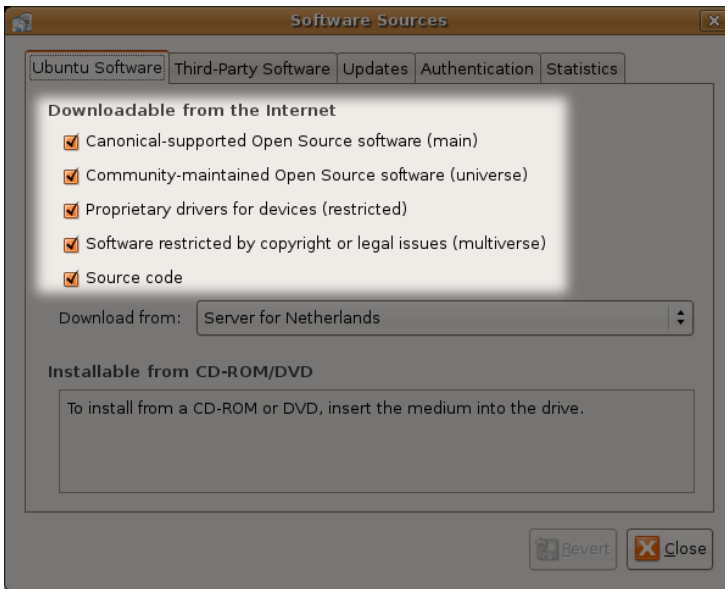 Software Sources
Ubuntu Software Third-Party Software Updates Authentication Statistics
Downloadable from the Internet
Canonical-supported Open Source software (main)
Community-maintained Open Source software (universe)
Proprietary drivers for devices (restricted)
Software restricted by copyright or legal issues (multiverse)
Source code
Download from: Server for Netherlands
Installable from CD-ROM/DVD
To install from a CD-ROM or DVD, insert the medium into the drive.
Revert Close